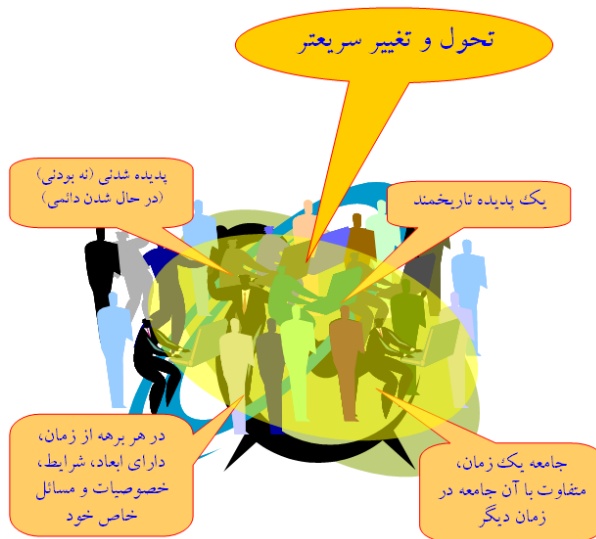 تحول و تغییر سریعتر
یک پدیده تاریخمند
پدیده شدنی (نه بودنی)
(در حال شدن دائمی)
جامعه یک زمان،
متفاوت با آن جامعه در
زمان دیگر
در هر برهه از زمان،
دارای ابعاد، شرایط،
خصوصیات و مسائل
خاص خود